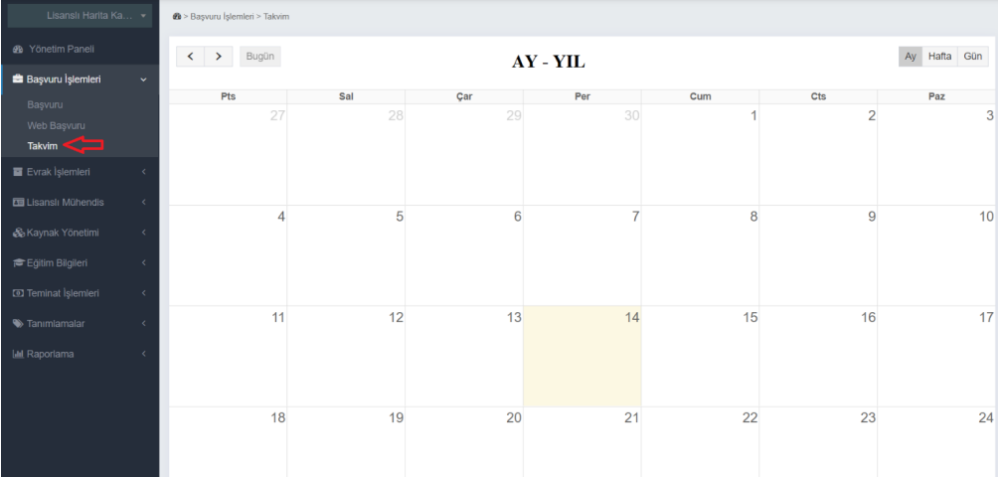 Lisanslı Harita Ka...
Yönetim Paneli
Başvuru İşlemleri
Başvuru
Web Başvuru
Takvim
Evrak İşlemleri
Lisanslı Mühendis
Kaynak Yönetimi
Eğitim Bilgileri
Teminat İşlemleri
Tanımlamalar
Raporlama
> Başvuru İşlemleri > Takvim
Bugün
AY - YIL
Ay Hafta Gün
Pts Sal Çar Per Cum Cts Paz
27 28 29 30 1 2 3
4 5 6 7 8 9 10
11 12 13 14 15 16 17
18 19 20 21 22 23 24